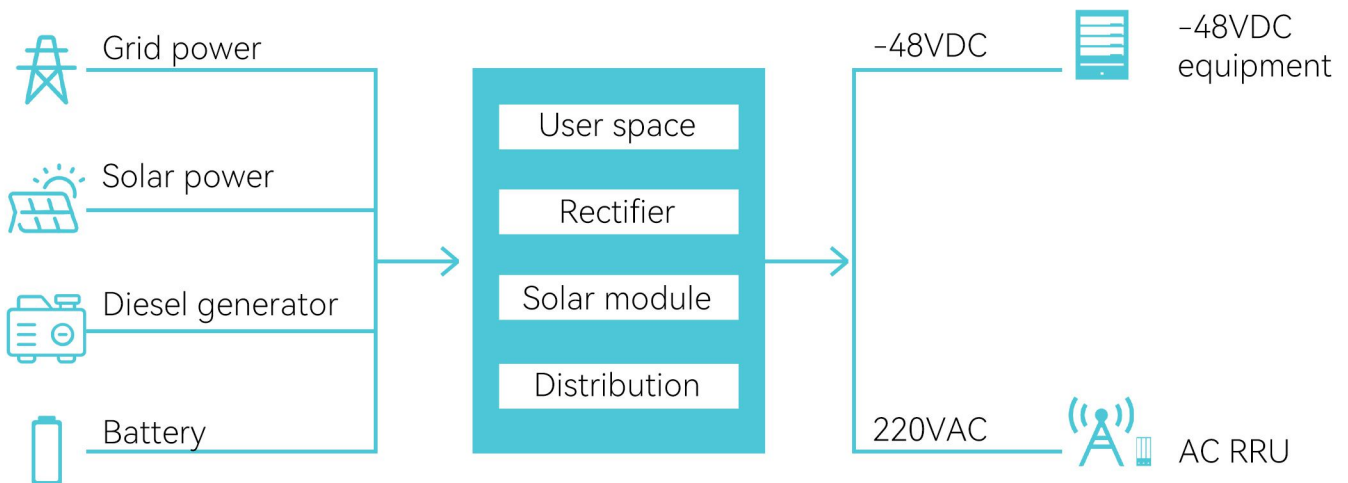 Grid power
Solar power
Diesel generator
Battery
User space
Rectifier
Solar module
Distribution
-48VDC
-48VDC
equipment
220VAC
AC RRU